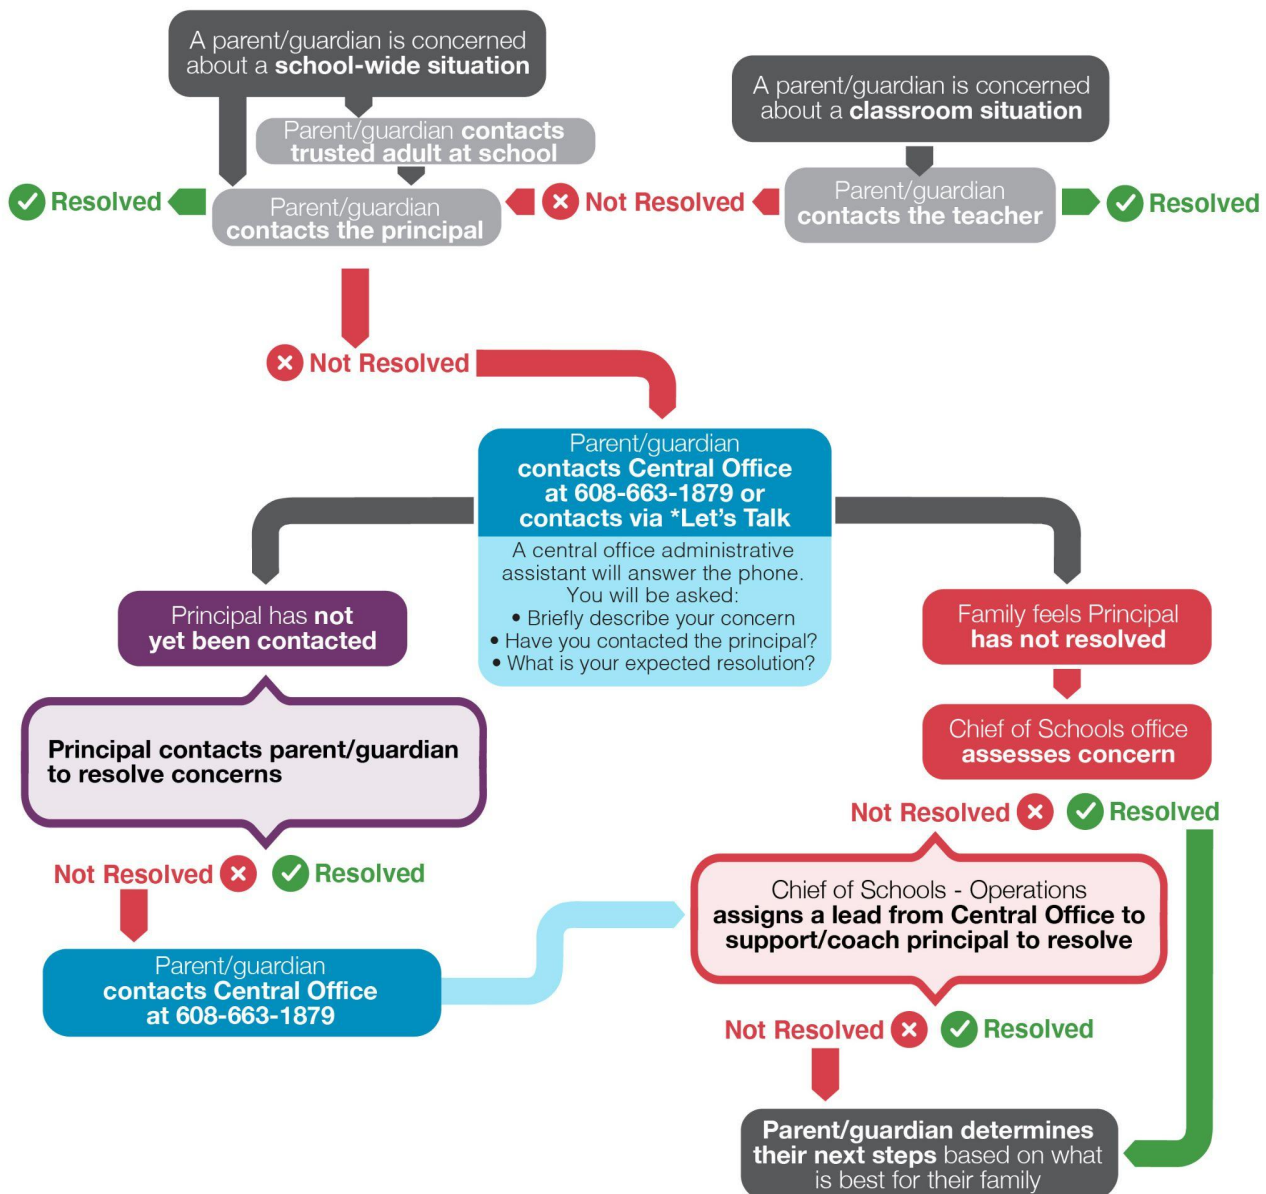 A parent/guardian is concerned
about a school-wide situation
A parent/guardian is concerned
about a classroom situation
Parent/guardian contacts
trusted adult at school
Resolved
Parent/guardian
contacts the principal
Not Resolved
Parent/guardian
contacts the teacher
Resolved
Not Resolved
Parent/guardian
contacts Central Office
at 608-663-1879 or
contacts via *Let's Talk
A central office administrative
assistant will answer the phone.
You will be asked:
• Briefly describe your concern
• Have you contacted the principal?
• What is your expected resolution?
Principal has not
yet been contacted
Family feels Principal
has not resolved
Principal contacts parent/guardian
to resolve concerns
Chief of Schools office
assesses concern
Not Resolved
Resolved
Not Resolved
Resolved
Chief of Schools - Operations
assigns a lead from Central Office to
support/coach principal to resolve
Parent/guardian
contacts Central Office
at 608-663-1879
Not Resolved
Resolved
Parent/guardian determines
their next steps based on what
is best for their family